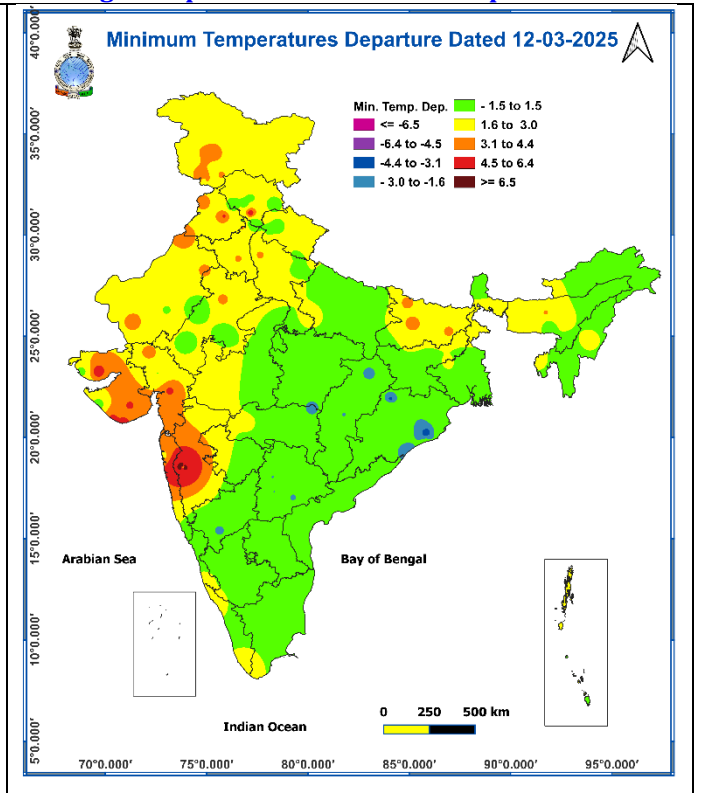 Minimum Temperatures Departure Dated 12-03-2025
Min. Temp. Dep.
<= -6.5
-6.4 to -4.5
-4.4 to -3.1
- 3.0 to -1.6
- 1.5 to 1.5
1.6 to 3.0
3.1 to 4.4
4.5 to 6.4
>= 6.5
40°0.000'
35°0.000'
30°0.000'
25°0.000'
20°0.000'
15°0.000'
10°0.000'
5°0.000'
Arabian Sea
Bay of Bengal
Indian Ocean
0 250 500 km
70°0.000' 75°0.000' 80°0.000' 85°0.000' 90°0.000' 95°0.000'